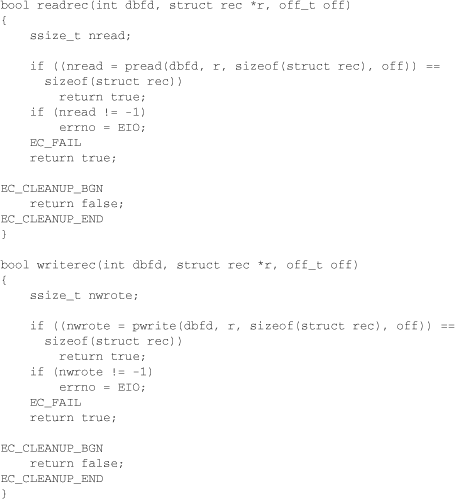 bool readrec(int dbfd, struct rec *r, off_t off)
{
    ssize_t nread;

    if ((nread = pread(dbfd, r, sizeof(struct rec), off)) ==
      sizeof(struct rec))
        return true;
    if (nread != -1)
        errno = EIO;
    EC_FAIL
    return true;

EC_CLEANUP_BGN
    return false;
EC_CLEANUP_END
}

bool writerec(int dbfd, struct rec *r, off_t off)
{
    ssize_t nwrote;

    if ((nwrote = pwrite(dbfd, r, sizeof(struct rec), off)) ==
      sizeof(struct rec))
        return true;
    if (nwrote != -1)
        errno = EIO;
    EC_FAIL
    return true;

EC_CLEANUP_BGN
    return false;
EC_CLEANUP_END
}